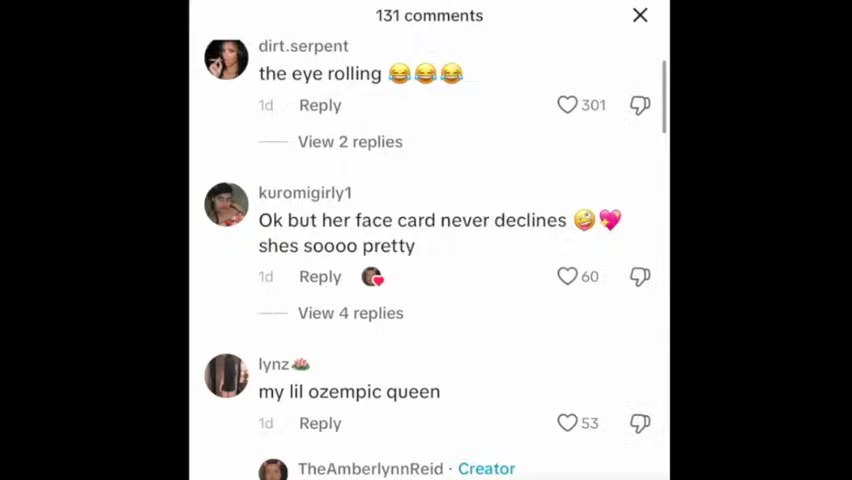 131 comments
dirt.serpent
the eye rolling 😂😂😂
1d Reply 301
View 2 replies
kuromigirly1
Ok but her face card never declines 🤪💖
shes soooo pretty
1d Reply 60
View 4 replies
lynz🪷
my lil ozempic queen
1d Reply 53
TheAmberlynnReid · Creator